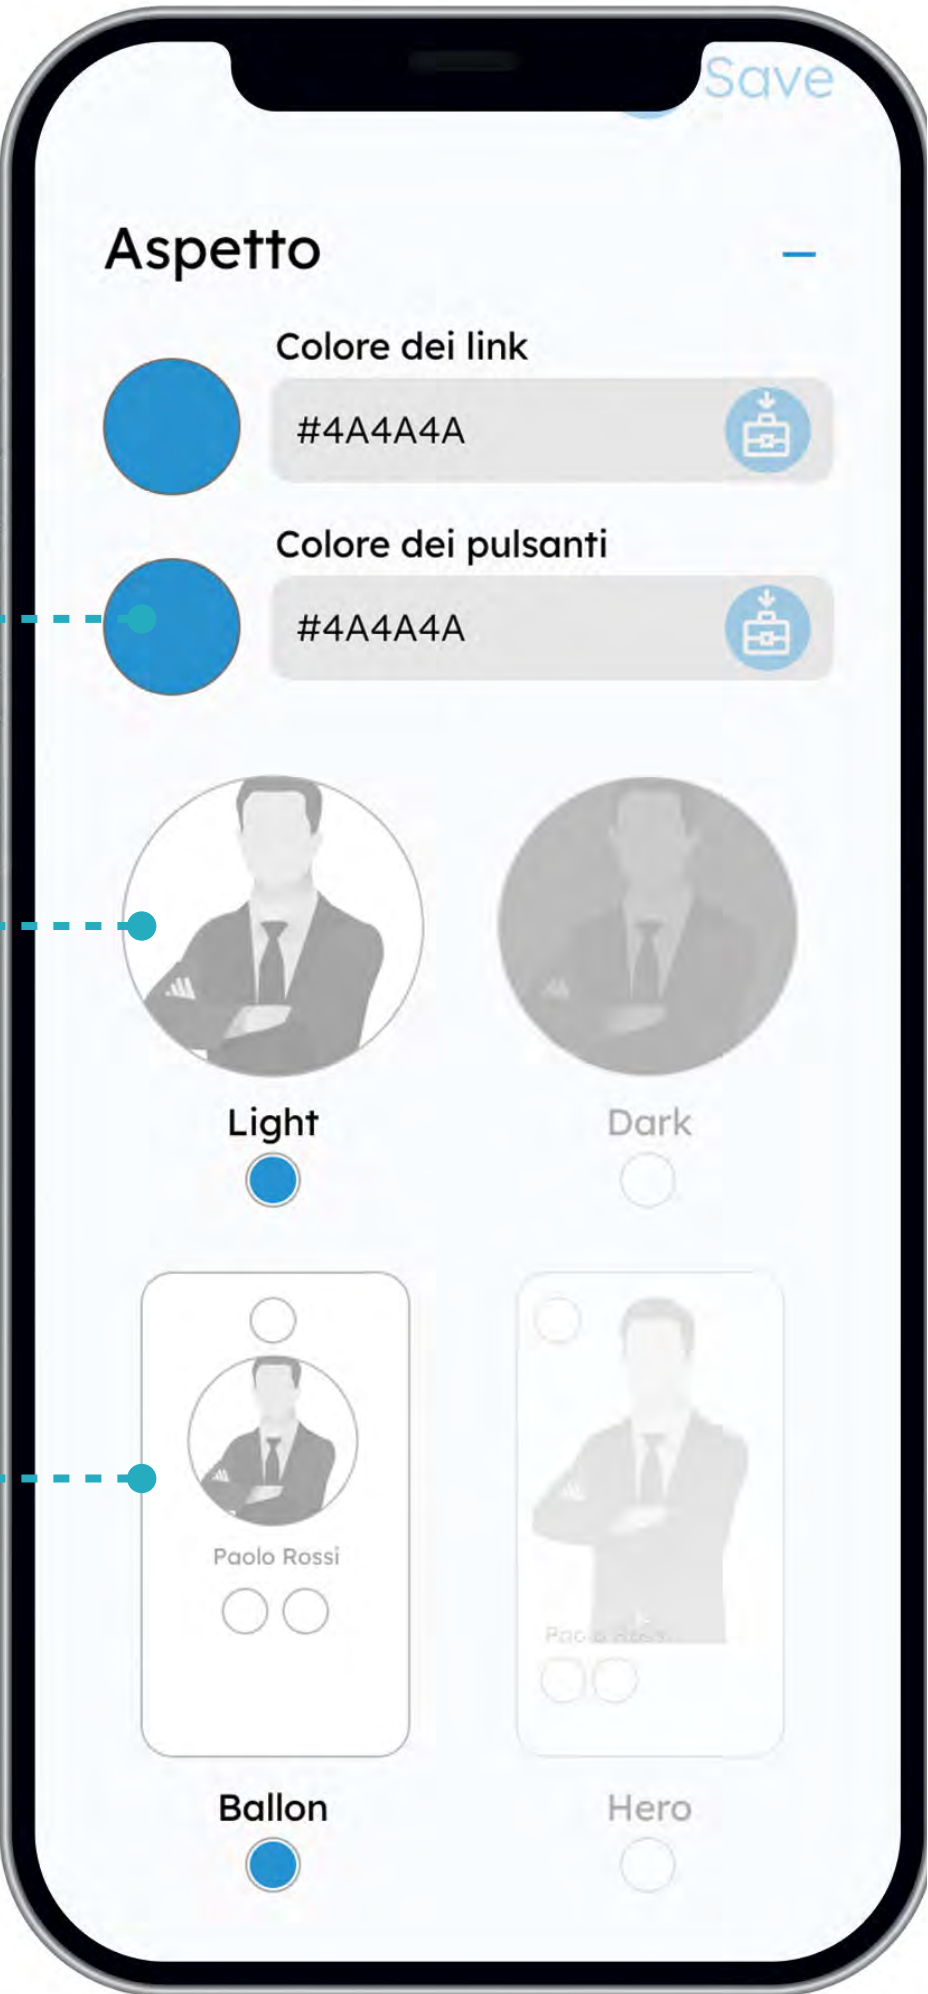 Save
Aspetto
Colore dei link
#4A4A4A
Colore dei pulsanti
#4A4A4A
Light
Dark
Paolo Rossi
Ballon
Hero